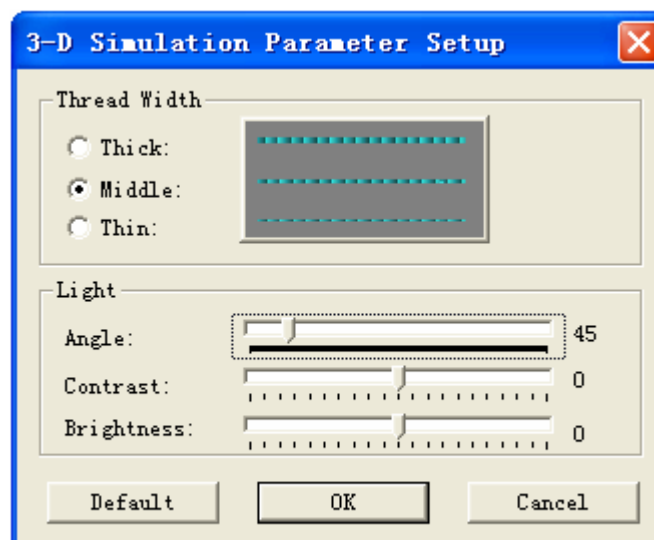 3-D Simulation Parameter Setup
Thread Width
Thick:
Middle:
Thin:
Light
Angle: 45
Contrast: 0
Brightness: 0
Default OK Cancel